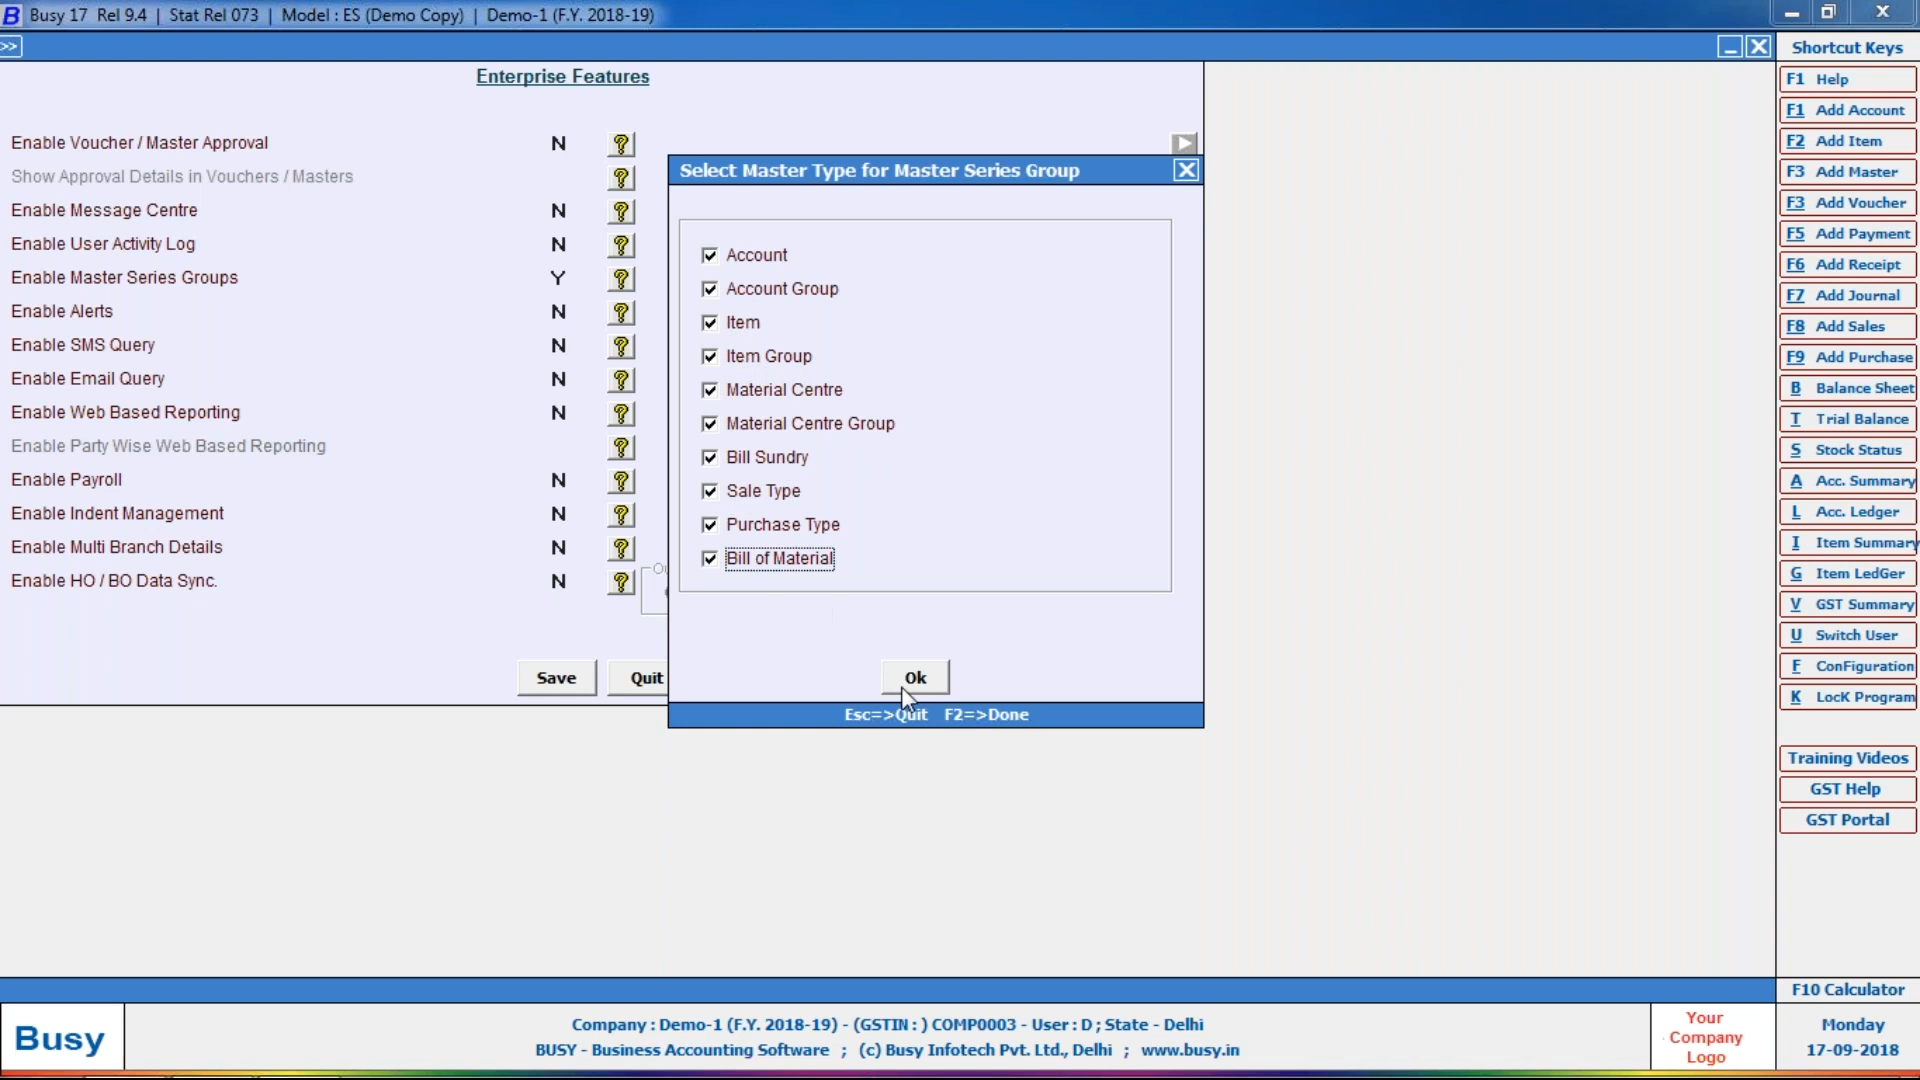 B Busy 17 Rel 9.4 | Stat Rel 073 | Model : ES (Demo Copy) | Demo-1 (F.Y. 2018-19)
>>
Shortcut Keys
Enterprise Features
Enable Voucher / Master Approval N ?
Show Approval Details in Vouchers / Masters ?
Enable Message Centre N ?
Enable User Activity Log N ?
Enable Master Series Groups Y ?
Enable Alerts N ?
Enable SMS Query N ?
Enable Email Query N ?
Enable Web Based Reporting N ?
Enable Party Wise Web Based Reporting ?
Enable Payroll N ?
Enable Indent Management N ?
Enable Multi Branch Details N ?
Enable HO / BO Data Sync. N ?
Save Quit
Select Master Type for Master Series Group
Account
Account Group
Item
Item Group
Material Centre
Material Centre Group
Bill Sundry
Sale Type
Purchase Type
Bill of Material
Ok
Esc=>Quit F2=>Done
F1 Help
F1 Add Account
F2 Add Item
F3 Add Master
F3 Add Voucher
F5 Add Payment
F6 Add Receipt
F7 Add Journal
F8 Add Sales
F9 Add Purchase
B Balance Sheet
T Trial Balance
S Stock Status
A Acc. Summary
L Acc. Ledger
I Item Summary
G Item LedGer
V GST Summary
U Switch User
F ConFiguration
K LocK Program
Training Videos
GST Help
GST Portal
F10 Calculator
Busy
Company : Demo-1 (F.Y. 2018-19) - (GSTIN : ) COMP0003 - User : D ; State - Delhi
BUSY - Business Accounting Software ; (c) Busy Infotech Pvt. Ltd., Delhi ; www.busy.in
Your
Company
Logo
Monday
17-09-2018